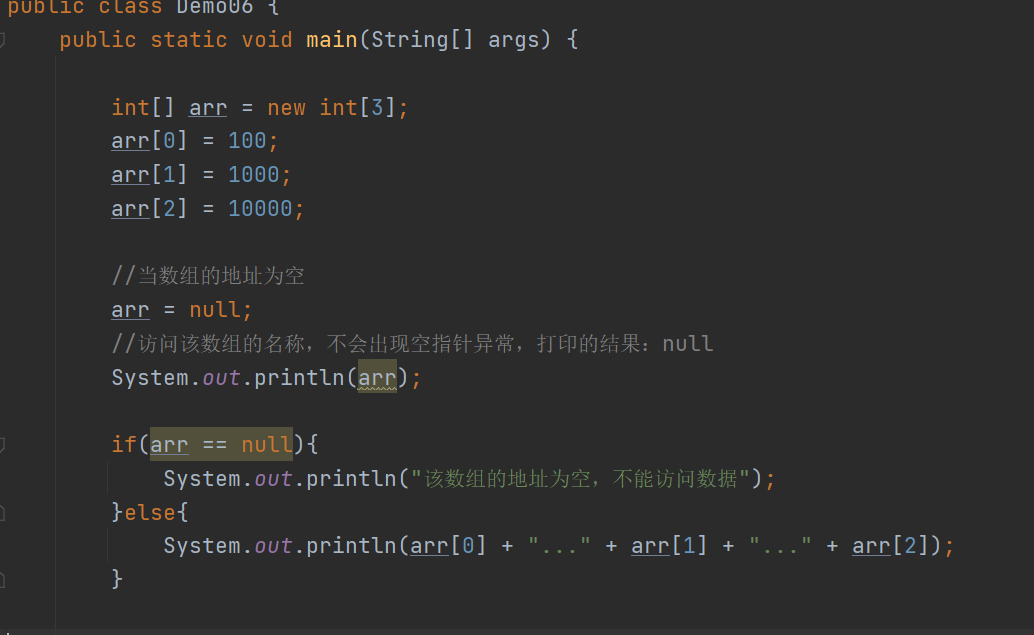 public class Demo06 {
public static void main(String[] args) {
int[] arr = new int[3];
arr[0] = 100;
arr[1] = 1000;
arr[2] = 10000;
//当数组的地址为空
arr = null;
//访问该数组的名称，不会出现空指针异常，打印的结果：null
System.out.println(arr);
if(arr == null){
System.out.println("该数组的地址为空，不能访问数据");
}else{
System.out.println(arr[0] + "..." + arr[1] + "..." + arr[2]);
}